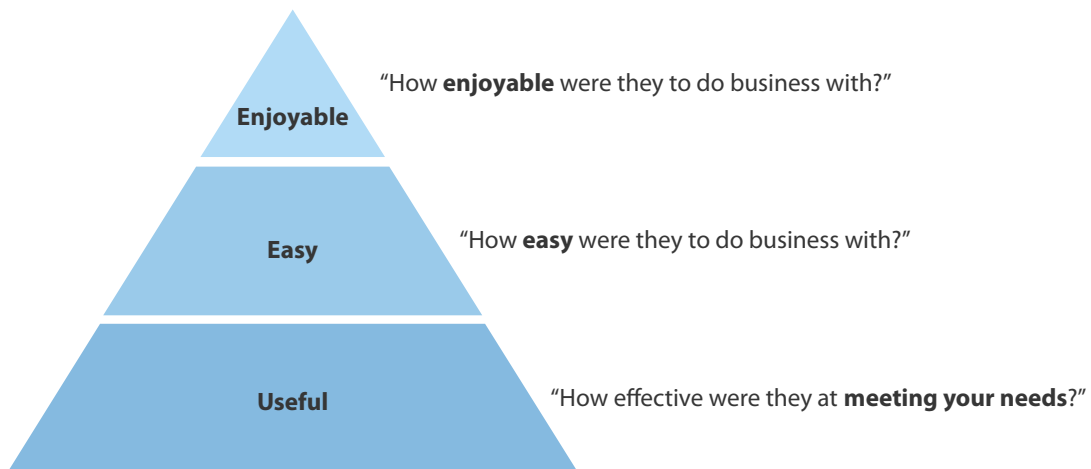 “How enjoyable were they to do business with?”
Enjoyable
“How easy were they to do business with?”
Easy
“How effective were they at meeting your needs?”
Useful